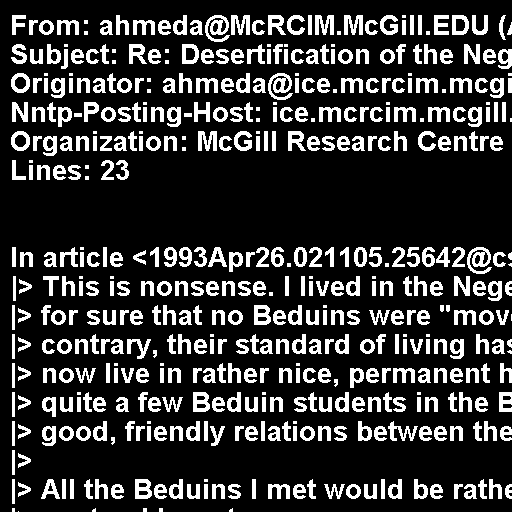 From: ahmeda@McRCIM.McGill.EDU (
Subject: Re: Desertification of the Neg
Originator: ahmeda@ice.mcrcim.mcgi
Nntp-Posting-Host: ice.mcrcim.mcgill.
Organization: McGill Research Centre
Lines: 23
In article <1993Apr26.021105.25642@cs
|> This is nonsense. I lived in the Nege
|> for sure that no Beduins were "move
|> contrary, their standard of living has
|> now live in rather nice, permanent h
|> quite a few Beduin students in the B
|> good, friendly relations between the
|>
|> All the Beduins I met would be rathe